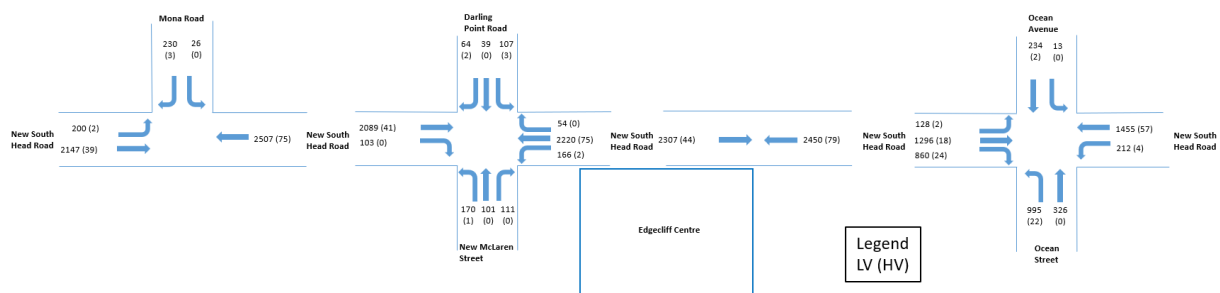 Mona Road
230 26
(3) (0)
200 (2)
2147 (39)
2507 (75)
New South
Head Road
New South
Head Road
Darling
Point Road
64 39 107
(2) (0) (3)
2089 (41)
103 (0)
54 (0)
2220 (75)
166 (2)
170 101 111
(1) (0) (0)
New McLaren
Street
New South
Head Road
2307 (44)
2450 (79)
Edgecliff Centre
New South
Head Road
Ocean
Avenue
234 13
(2) (0)
128 (2)
1296 (18)
860 (24)
1455 (57)
212 (4)
New South
Head Road
995 326
(22) (0)
Ocean
Street
Legend
LV (HV)